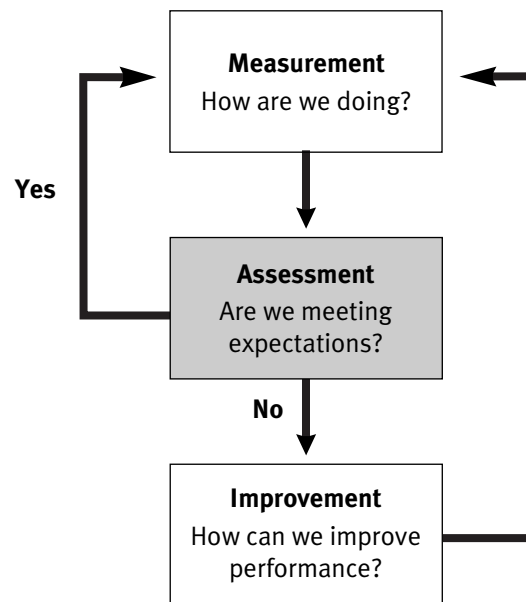 Measurement
How are we doing?
Yes
Assessment
Are we meeting
expectations?
No
Improvement
How can we improve
performance?